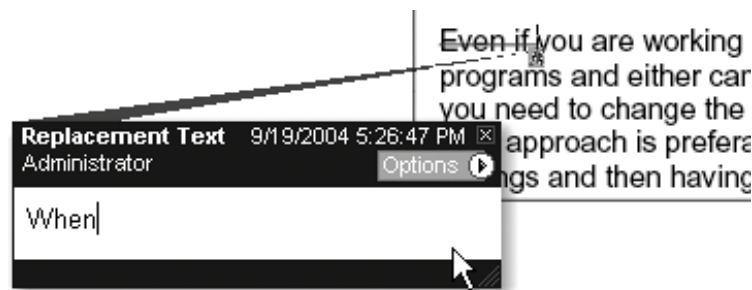 Even if you are working
programs and either can
you need to change the
approach is prefera
ngs and then having
Replacement Text 9/19/2004 5:26:47 PM
Administrator Options
When